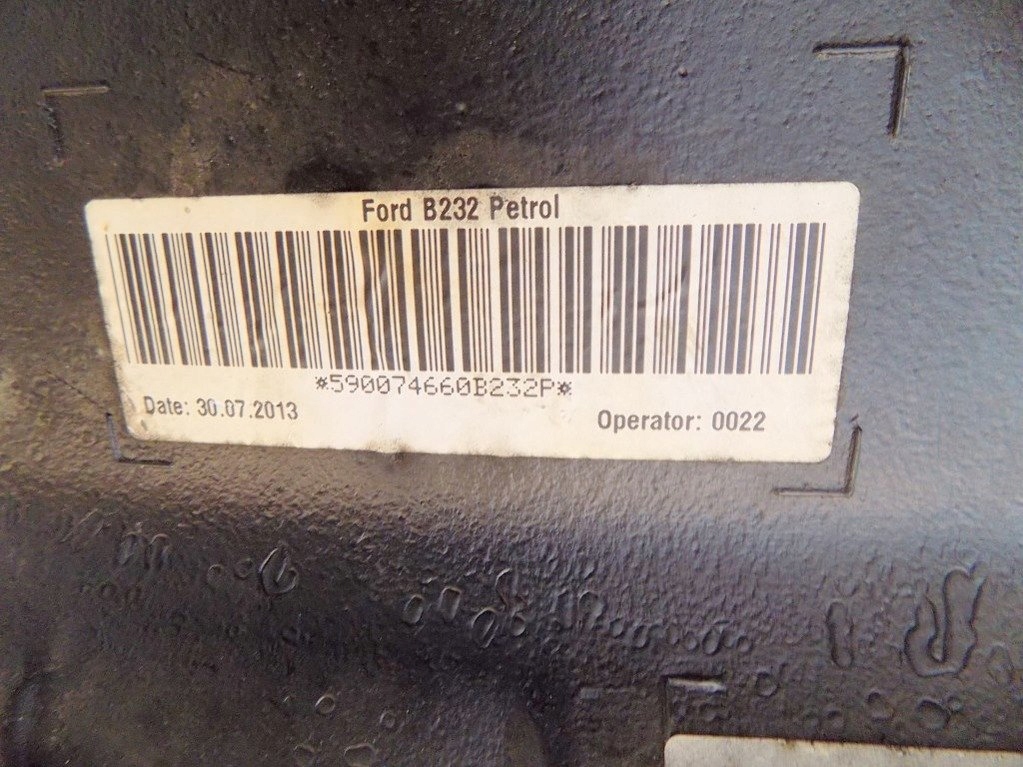 Ford B232 Petrol
*590074660B232P*
Date: 30.07.2013
Operator: 0022